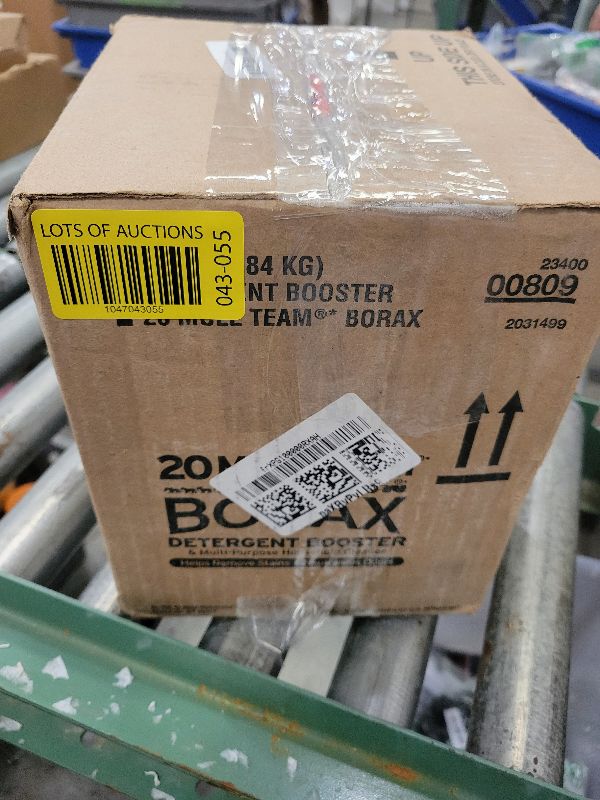 THIS SIDE UP
LOTS OF AUCTIONS
1047043055
043-055
84 KG)
NT BOOSTER
TEAM®* BORAX
23400
00809
2031499
20 M
BORAX
DETERGENT BOOSTER
& Multi-Purpose Household Cleaner
Helps Remove Stains